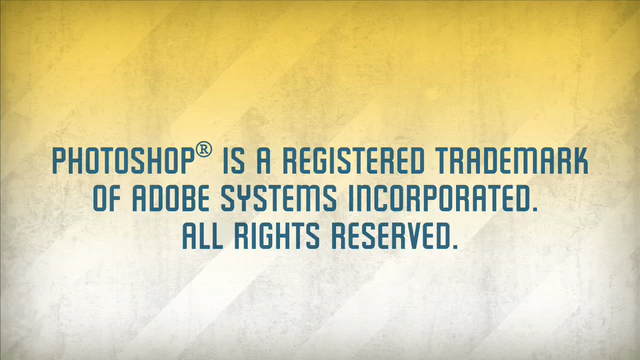 PHOTOSHOP® IS A REGISTERED TRADEMARK
OF ADOBE SYSTEMS INCORPORATED.
ALL RIGHTS RESERVED.